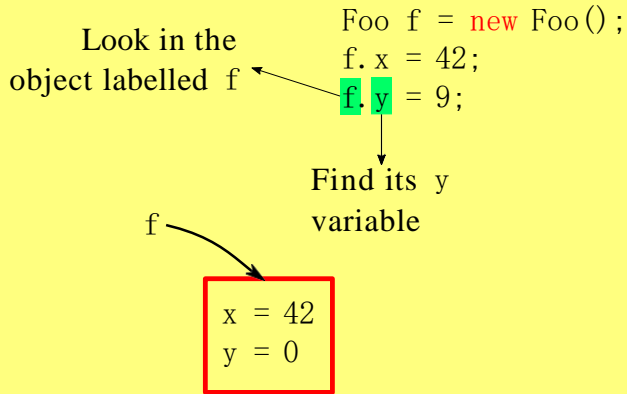 Foo f = new Foo();
f.x = 42;
f.y = 9;
Look in the
object labelled f
Find its y
variable
f
x = 42
y = 0